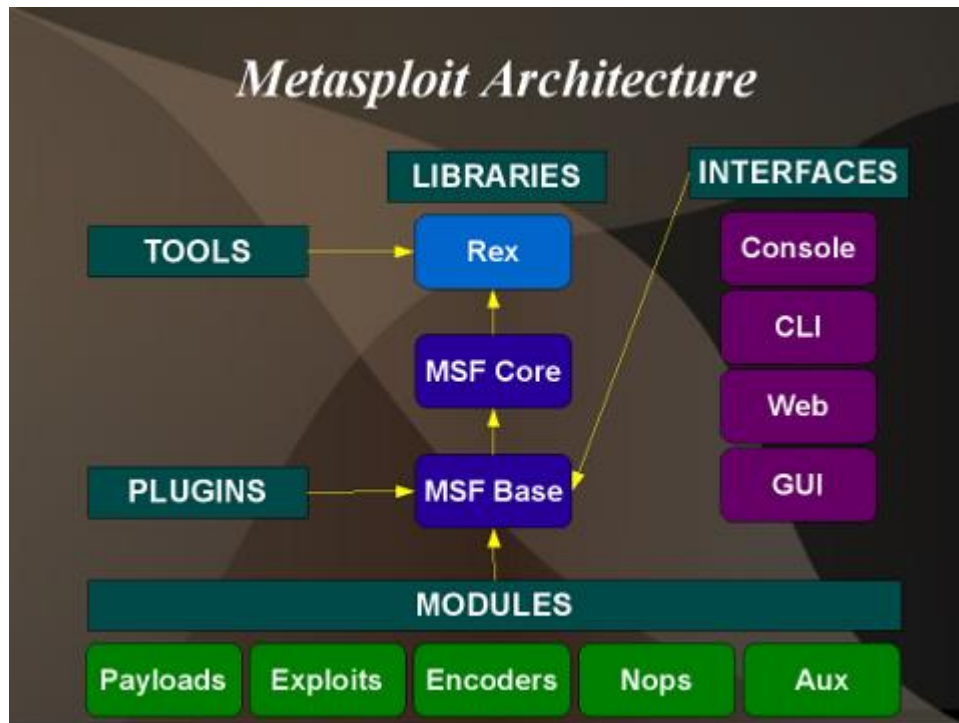 Metasploit Architecture
LIBRARIES
INTERFACES
TOOLS
Rex
Console
CLI
MSF Core
Web
PLUGINS
MSF Base
GUI
MODULES
Payloads
Exploits
Encoders
Nops
Aux